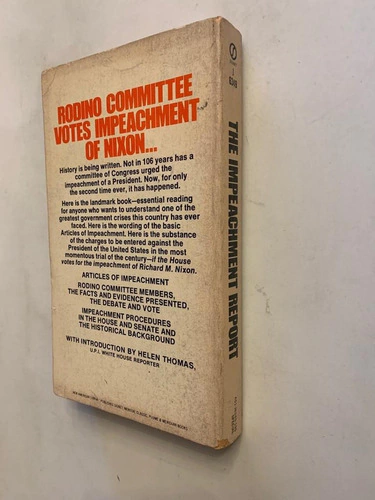 RODINO COMMITTEE
VOTES IMPEACHMENT
OF NIXON...
History is being written. Not in 106 years has a
committee of Congress urged the
impeachment of a President. Now, for only
the second time ever, it has happened.
Here is the landmark book—essential reading
for anyone who wants to understand one of the
greatest government crises this country has ever
faced. Here is the wording of the basic
Articles of Impeachment. Here is the substance
of the charges to be entered against the
President of the United States in the most
momentous trial of the century—if the House
votes for the impeachment of Richard M. Nixon.
ARTICLES OF IMPEACHMENT
RODINO COMMITTEE MEMBERS,
THE FACTS AND EVIDENCE PRESENTED,
THE DEBATE AND VOTE
IMPEACHMENT PROCEDURES
IN THE HOUSE AND SENATE AND
THE HISTORICAL BACKGROUND
WITH INTRODUCTION BY HELEN THOMAS,
U.P.I. WHITE HOUSE REPORTER
THE IMPEACHMENT REPORT